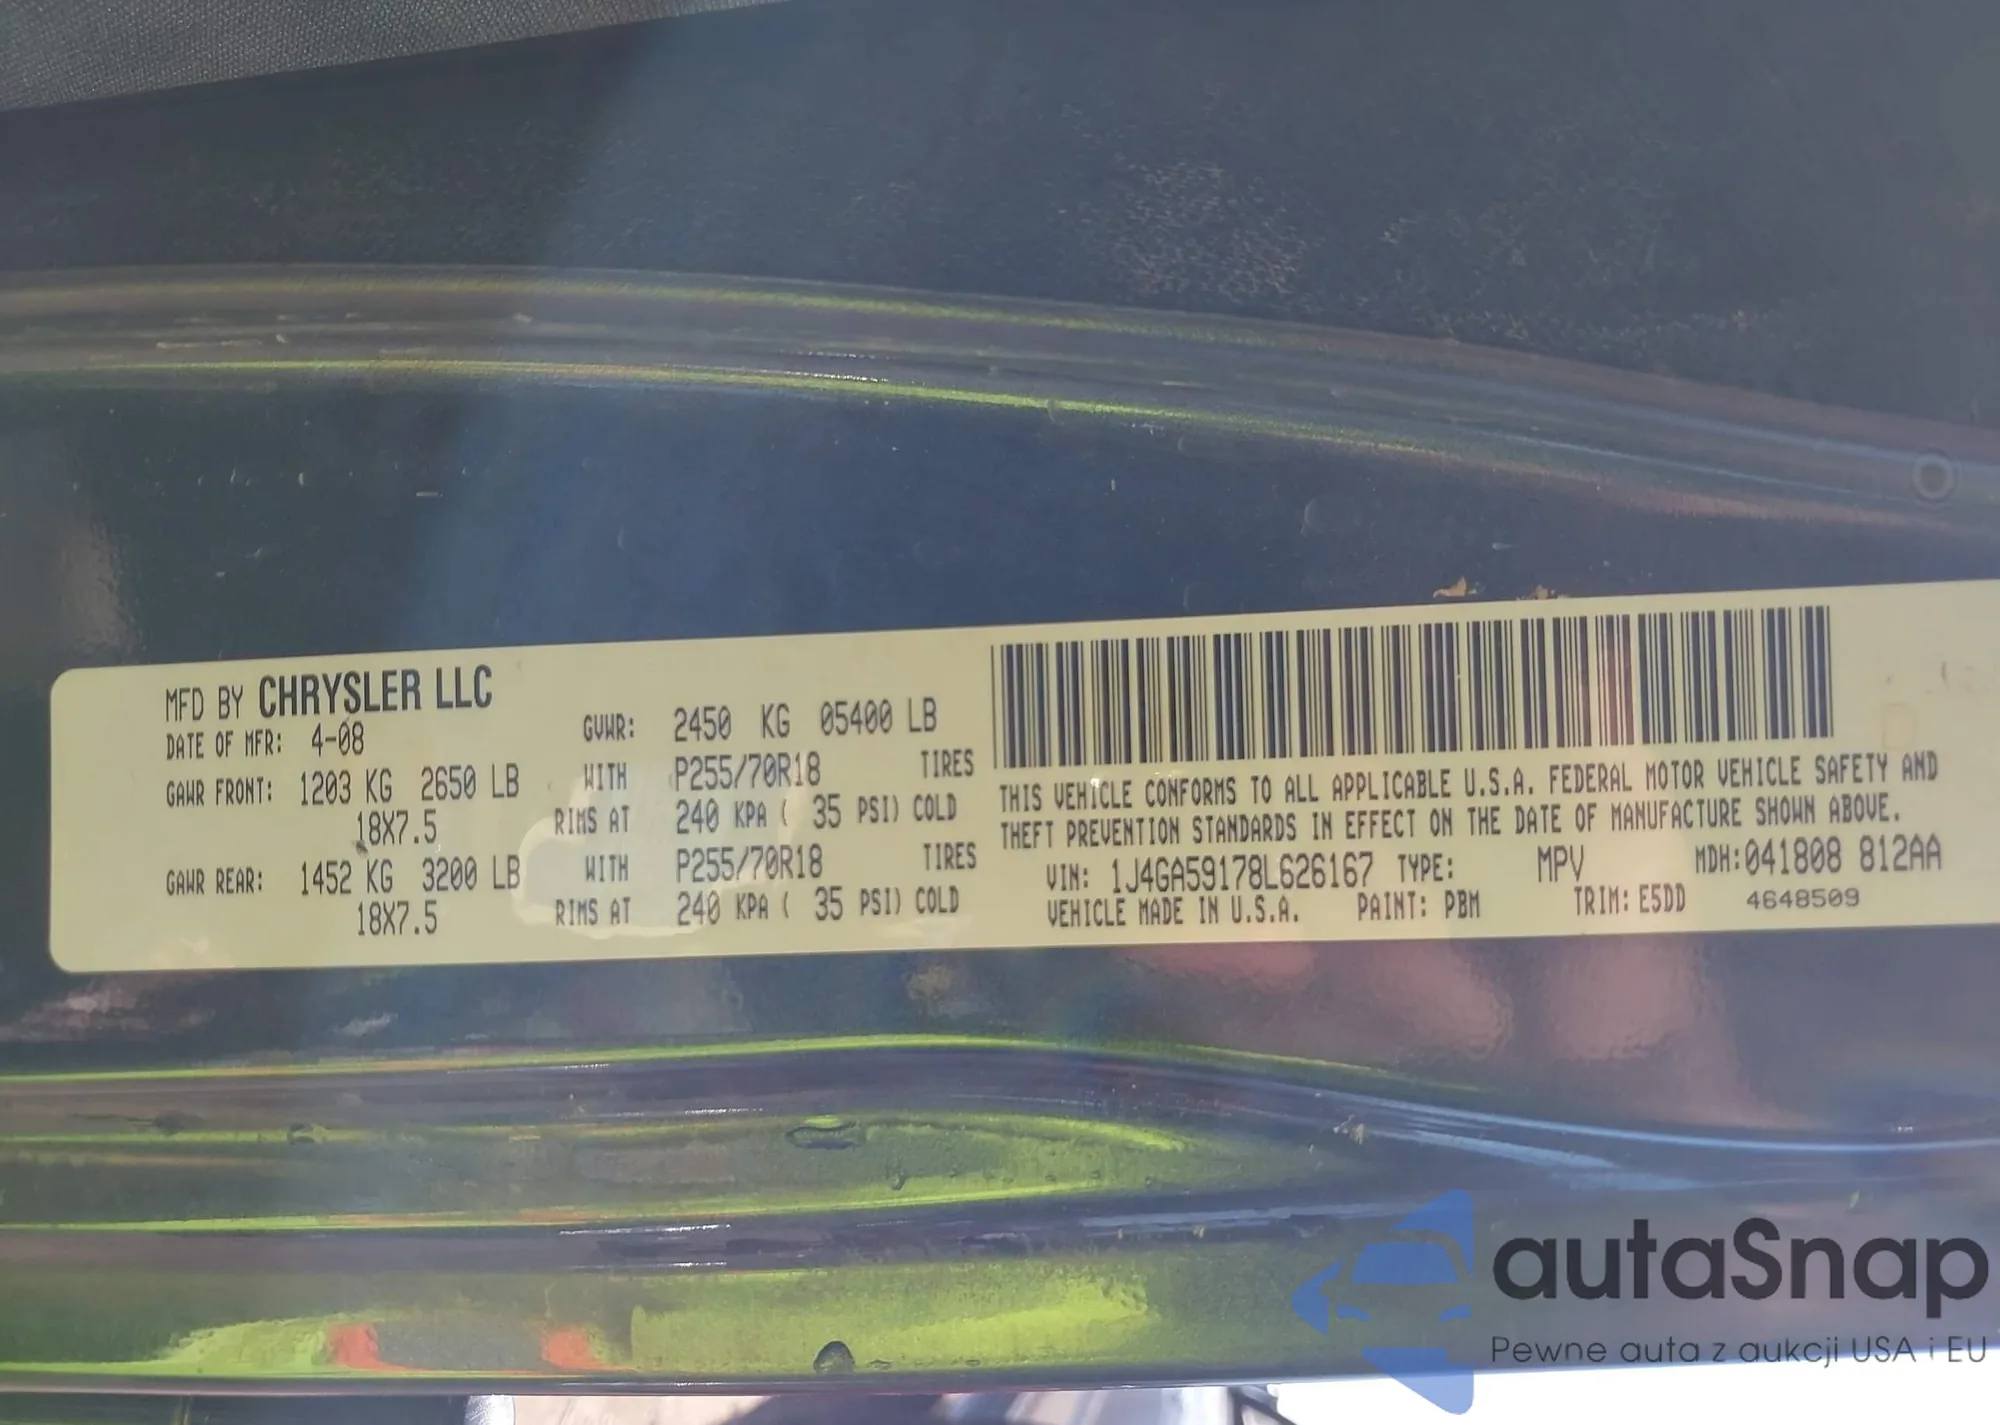 MFD BY CHRYSLER LLC
DATE OF MFR: 4-08
GVWR: 2450 KG 05400 LB
GAWR FRONT: 1203 KG 2650 LB WITH P255/70R18 TIRES
18X7.5 RIMS AT 240 KPA ( 35 PSI) COLD
GAWR REAR: 1452 KG 3200 LB WITH P255/70R18 TIRES
18X7.5 RIMS AT 240 KPA ( 35 PSI) COLD
THIS VEHICLE CONFORMS TO ALL APPLICABLE U.S.A. FEDERAL MOTOR VEHICLE SAFETY AND
THEFT PREVENTION STANDARDS IN EFFECT ON THE DATE OF MANUFACTURE SHOWN ABOVE.
VIN: 1J4GA59178L626167 TYPE: MPV MDH:041808 812AA
VEHICLE MADE IN U.S.A. PAINT: PBM TRIM: E5DD 4648509
autaSnap
Pewne auta z aukcji USA i EU